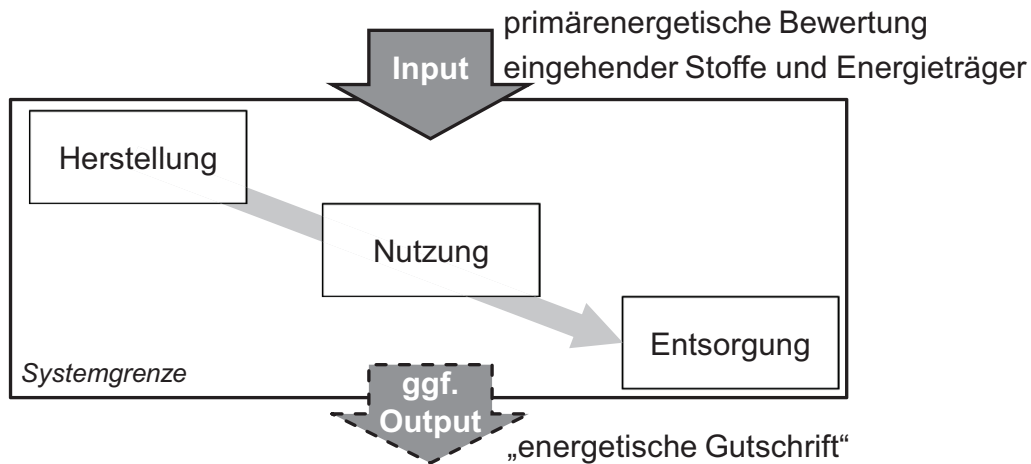 primärenergetische Bewertung
Input
eingehender Stoffe und Energieträger
Herstellung
Nutzung
Entsorgung
Systemgrenze
ggf.
Output
„energetische Gutschrift“